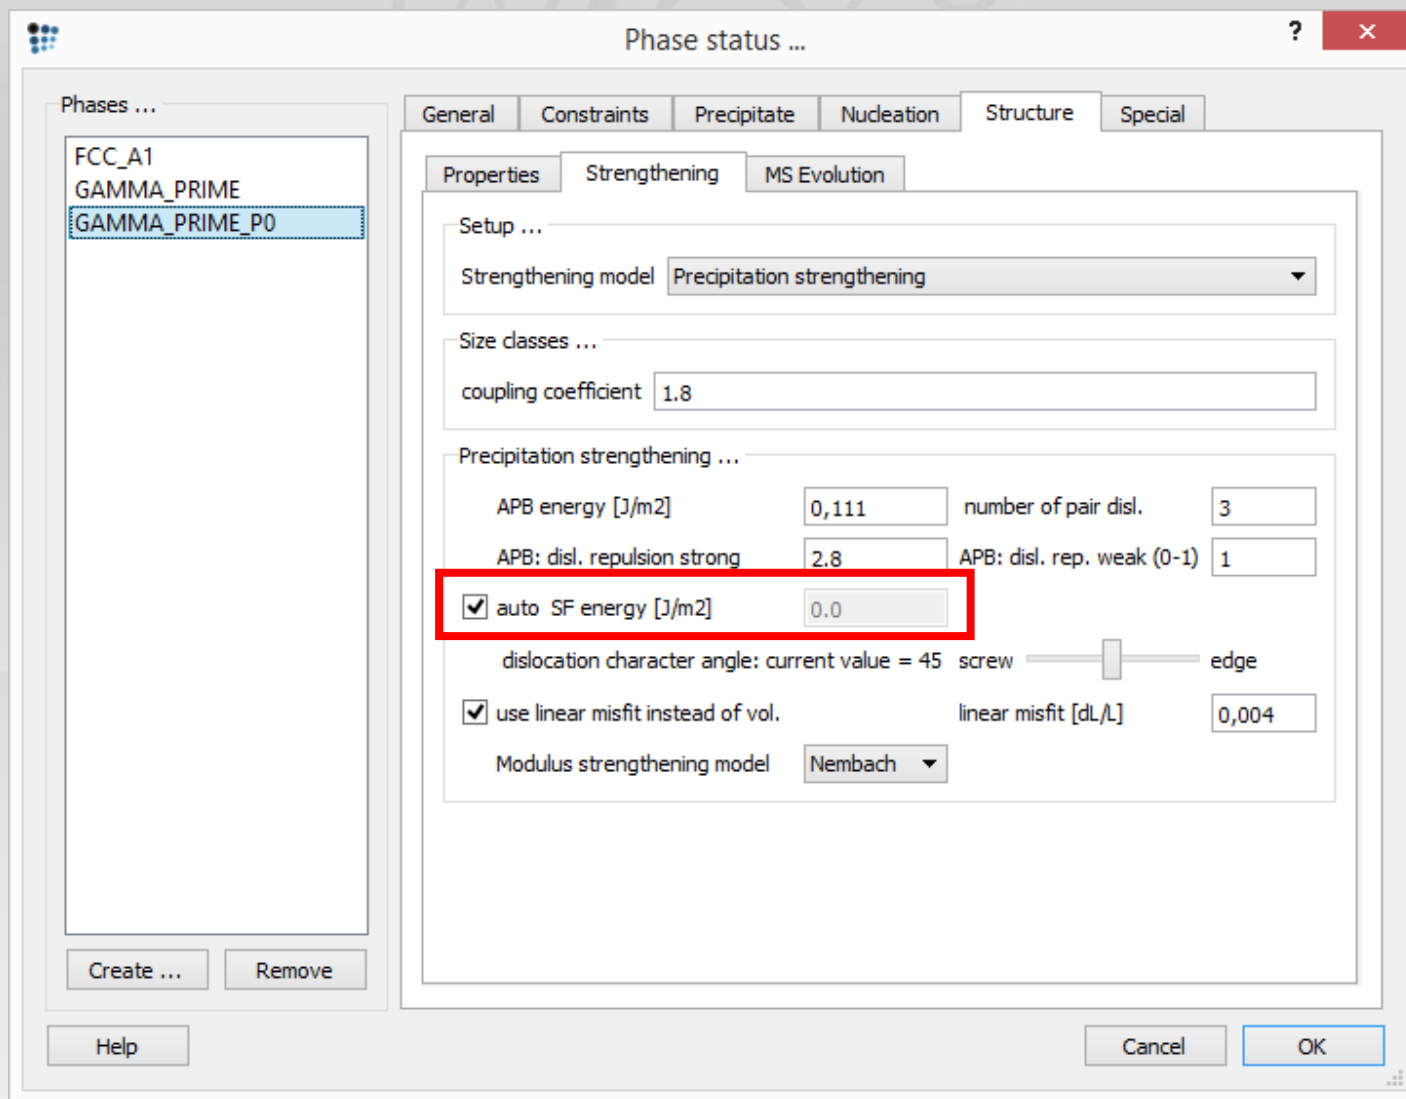 Phase status ...
?
Phases ...
FCC_A1
GAMMA_PRIME
GAMMA_PRIME_P0
Create ...
Remove
General
Constraints
Precipitate
Nucleation
Structure
Special
Properties
Strengthening
MS Evolution
Setup ...
Strengthening model Precipitation strengthening
Size classes ...
coupling coefficient 1.8
Precipitation strengthening ...
APB energy [J/m2] 0,111 number of pair disl. 3
APB: disl. repulsion strong 2.8 APB: disl. rep. weak (0-1) 1
auto SF energy [J/m2] 0.0
dislocation character angle: current value = 45 screw edge
use linear misfit instead of vol. linear misfit [dL/L] 0,004
Modulus strengthening model Nembach
Help
Cancel
OK